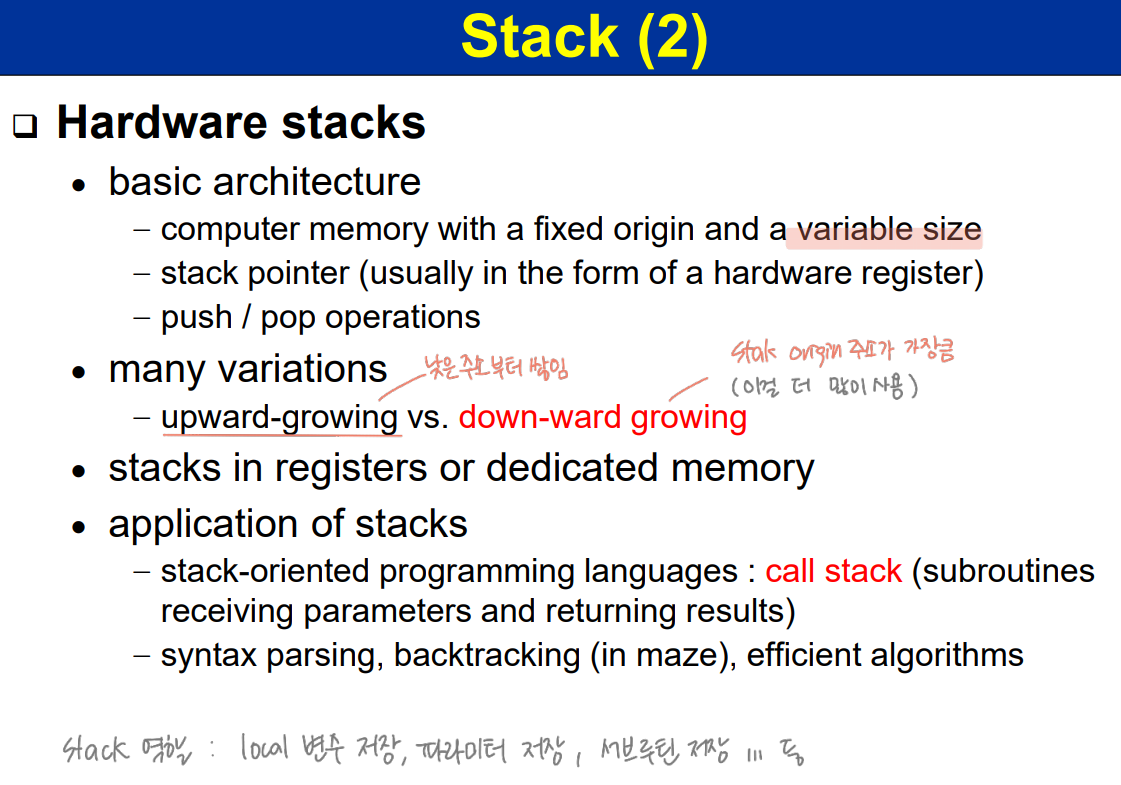 Stack (2)
❑ Hardware stacks
• basic architecture
– computer memory with a fixed origin and a variable size
– stack pointer (usually in the form of a hardware register)
– push / pop operations
• many variations
낮은주소부터 쌓임
stak origin 주소가 가장큼
(이걸 더 많이 사용)
– upward-growing vs. down-ward growing
• stacks in registers or dedicated memory
• application of stacks
– stack-oriented programming languages : call stack (subroutines
receiving parameters and returning results)
– syntax parsing, backtracking (in maze), efficient algorithms
stack 역할 : local 변수 저장, 파라미터 저장, 서브루틴 저장 ... 등